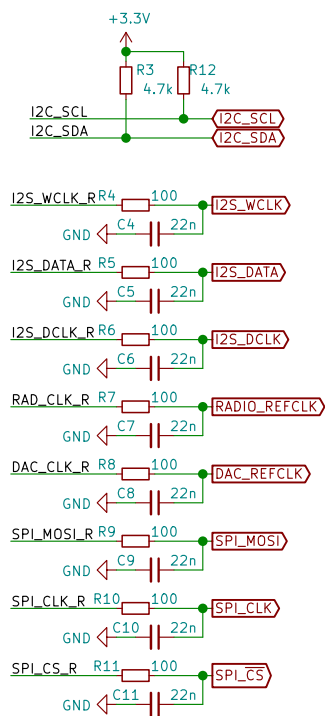 +3.3V
R3 R12
4.7k 4.7k
I2C_SCL I2C_SCL
I2C_SDA I2C_SDA
I2S_WCLK_R R4 100 I2S_WCLK
GND C4 22n
I2S_DATA_R R5 100 I2S_DATA
GND C5 22n
I2S_DCLK_R R6 100 I2S_DCLK
GND C6 22n
RAD_CLK_R R7 100 RADIO_REFCLK
GND C7 22n
DAC_CLK_R R8 100 DAC_REFCLK
GND C8 22n
SPI_MOSI_R R9 100 SPI_MOSI
GND C9 22n
SPI_CLK_R R10 100 SPI_CLK
GND C10 22n
SPI_CS_R R11 100 SPI_C̅S̅
GND C11 22n